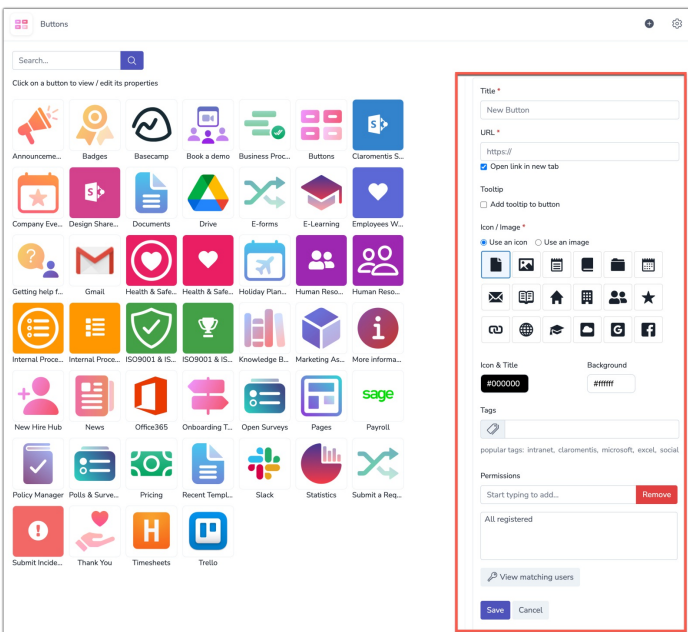 Buttons
Search...
Click on a button to view / edit its properties
Announceme... Badges Basecamp Book a demo Business Proc... Buttons Claromentis S...
Company Eve... Design Share... Documents Drive E-forms E-Learning Employees W...
Getting help f... Gmail Health & Safe... Health & Safe... Holiday Plan... Human Reso... Human Reso...
Internal Proce... Internal Proce... ISO9001 & IS... ISO9001 & IS... Knowledge B... Marketing As... More informa...
sage
New Hire Hub News Office365 Onboarding T... Open Surveys Pages Payroll
Policy Manager Polls & Surve... Pricing Recent Templ... Slack Statistics Submit a Req...
Submit Incide... Thank You Timesheets Trello
Title *
New Button
URL *
https://
Open link in new tab
Tooltip
Add tooltip to button
Icon / Image *
Use an icon Use an image
Icon & Title Background
#000000 #ffffff
Tags
popular tags: intranet, claromentis, microsoft, excel, social
Permissions
Start typing to add... Remove
All registered
View matching users
Save Cancel